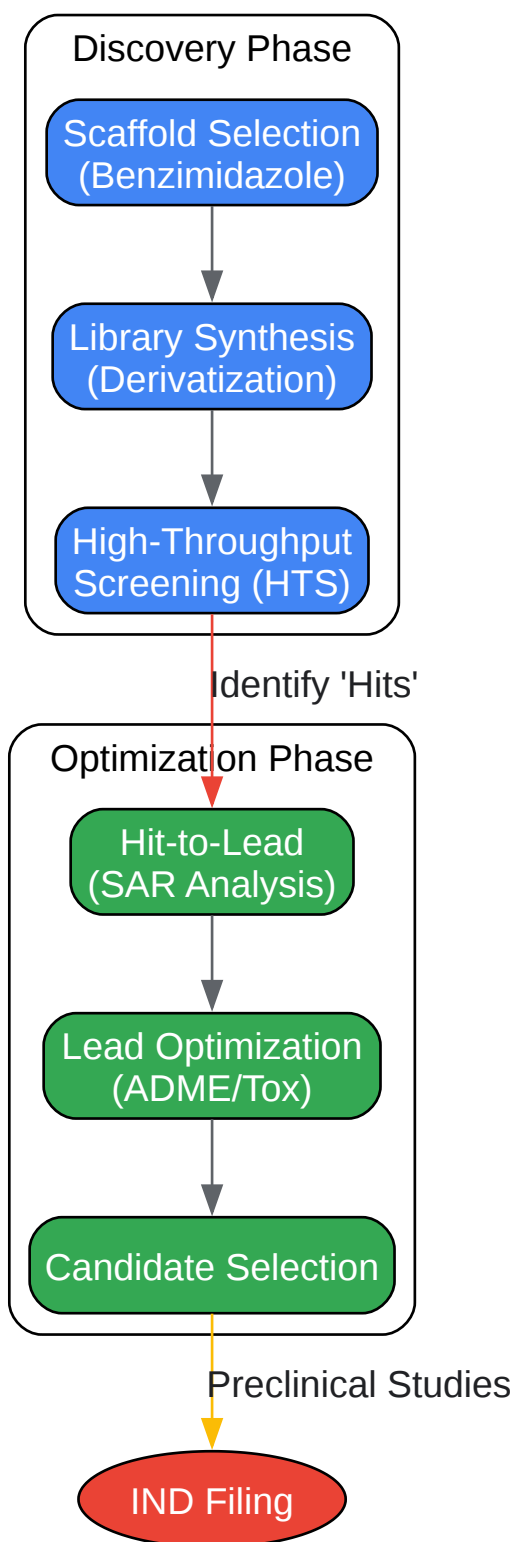 Discovery Phase
Scaffold Selection
(Benzimidazole)
Library Synthesis
(Derivatization)
High-Throughput
Screening (HTS)
Identify 'Hits'
Optimization Phase
Hit-to-Lead
(SAR Analysis)
Lead Optimization
(ADME/Tox)
Candidate Selection
Preclinical Studies
IND Filing